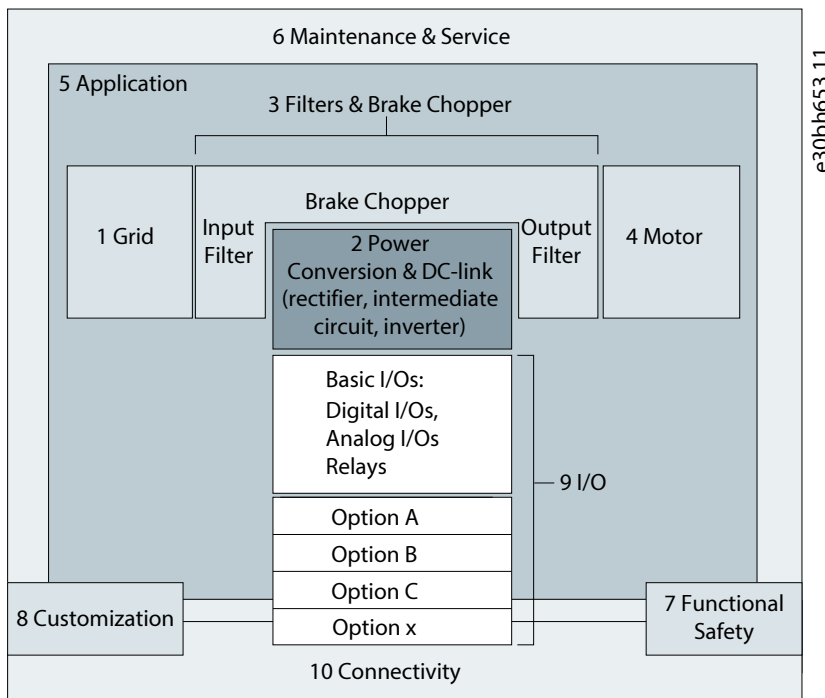 6 Maintenance & Service
5 Application
3 Filters & Brake Chopper
Brake Chopper
1 Grid
Input
Filter
2 Power
Conversion & DC-link
(rectifier, intermediate
circuit, inverter)
Output
Filter
4 Motor
Basic I/Os:
Digital I/Os,
Analog I/Os
Relays
9 I/O
Option A
Option B
Option C
Option x
8 Customization
7 Functional
Safety
10 Connectivity
e30bb653.11